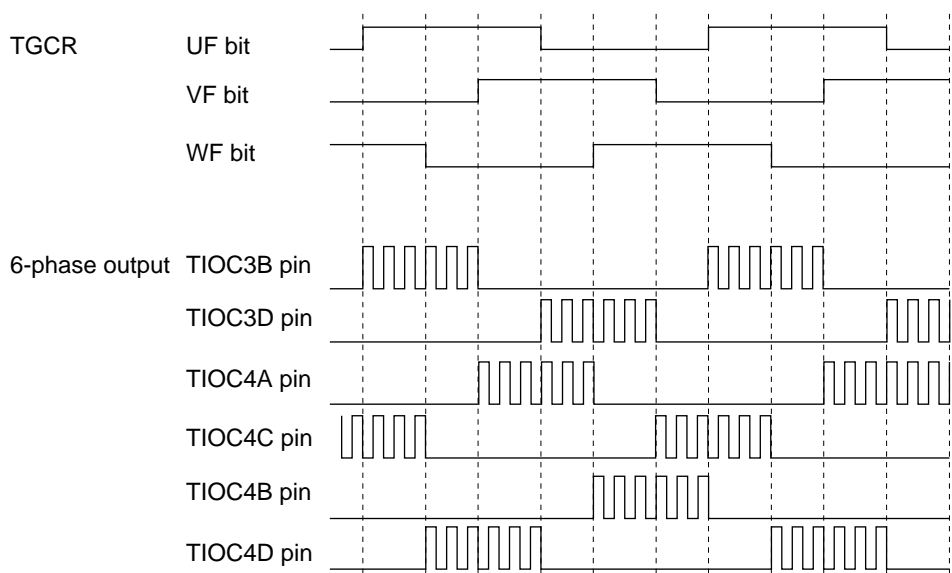 TGCR UF bit
VF bit
WF bit
6-phase output TIOC3B pin
TIOC3D pin
TIOC4A pin
TIOC4C pin
TIOC4B pin
TIOC4D pin